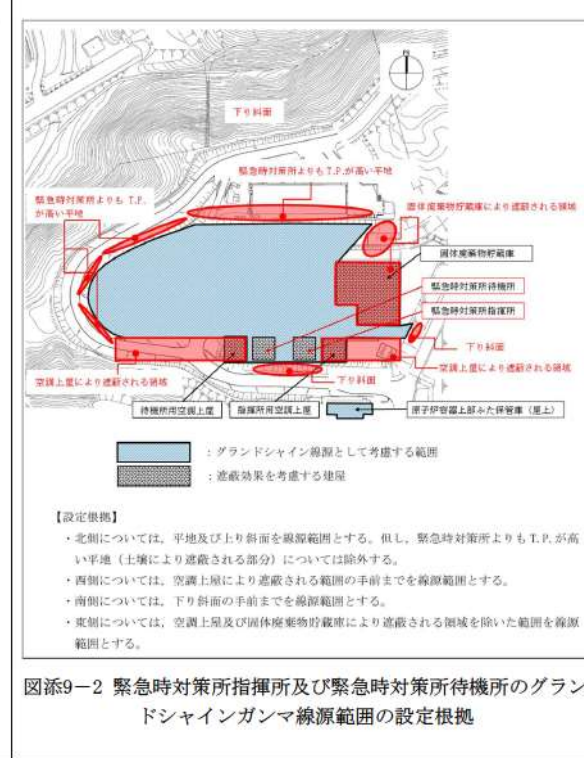 N
下り斜面
緊急時対策所よりも T.P.が高い平地
緊急時対策所よりも T.P.
が高い平地
固体廃棄物貯蔵庫により遮蔽される領域
固体廃棄物貯蔵庫
緊急時対策所待機所
緊急時対策所指揮所
下り斜面
空調上屋により遮蔽される領域
空調上屋により遮蔽される領域
下り斜面
待機所用空調上屋
指揮所用空調上屋
原子炉容器上部ふた保管庫（屋上）
：グランドシャイン線源として考慮する範囲
：遮蔽効果を考慮する建屋
【設定根拠】
・北側については，平地及び上り斜面を線源範囲とする。但し，緊急時対策所よりも T.P.が高
い平地（土壌により遮蔽される部分）については除外する。
・西側については，空調上屋により遮蔽される範囲の手前までを線源範囲とする。
・南側については，下り斜面の手前までを線源範囲とする。
・東側については，空調上屋及び固体廃棄物貯蔵庫により遮蔽される領域を除いた範囲を線源
範囲とする。
図添9－2 緊急時対策所指揮所及び緊急時対策所待機所のグラン
ドシャインガンマ線源範囲の設定根拠